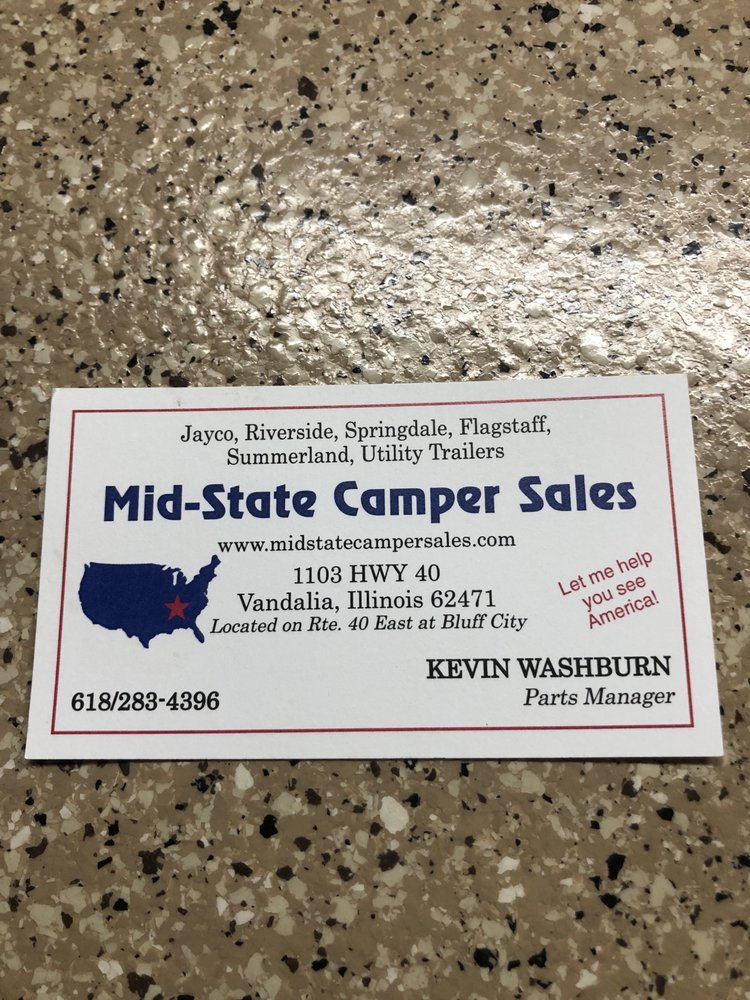 Jayco, Riverside, Springdale, Flagstaff,
Summerland, Utility Trailers
Mid-State Camper Sales
www.midstatecampersales.com
1103 HWY 40
Vandalia, Illinois 62471
Located on Rte. 40 East at Bluff City
Let me help
you see
America!
KEVIN WASHBURN
Parts Manager
618/283-4396